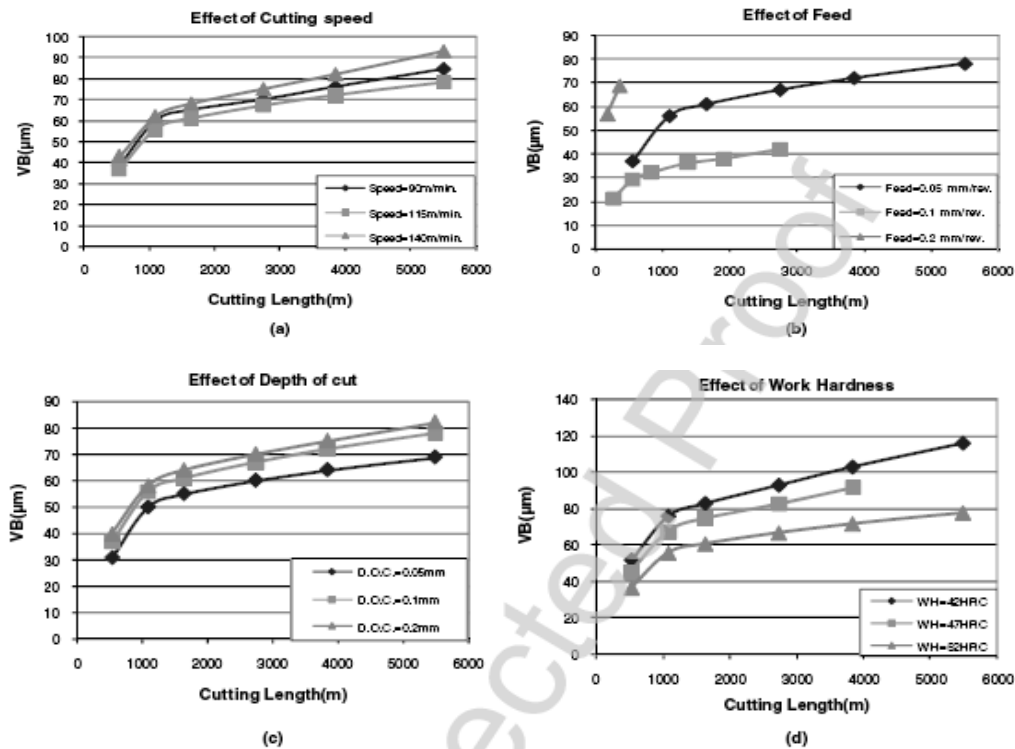 Effect of Cutting speed
100
90
80
70
60
50
40
30
20
10
0
VB(µm)
Speed=90m/min.
Speed=115m/min.
Speed=140m/min.
0 1000 2000 3000 4000 5000 6000
Cutting Length(m)
(a)
Effect of Feed
90
80
70
60
50
40
30
20
10
0
VB(µm)
Feed=0.05 mm/rev.
Feed=0.1 mm/rev.
Feed=0.2 mm/rev.
0 1000 2000 3000 4000 5000 6000
Cutting Length(m)
(b)
Effect of Depth of cut
90
80
70
60
50
40
30
20
10
0
VB(µm)
D.O.C.=0.05mm
D.O.C.=0.1mm
D.O.C.=0.2mm
0 1000 2000 3000 4000 5000 6000
Cutting Length(m)
(c)
Effect of Work Hardness
140
120
100
80
60
40
20
0
VB(µm)
WH=42HRC
WH=47HRC
WH=52HRC
0 1000 2000 3000 4000 5000 6000
Cutting Length(m)
(d)
ected Proof